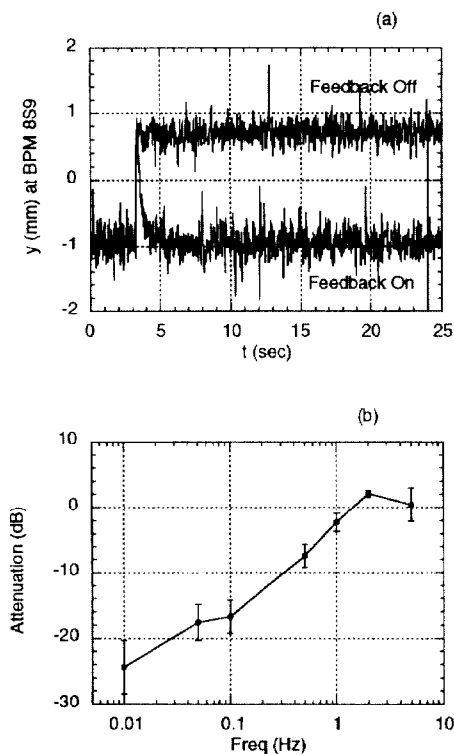 (a)
y (mm) at BPM 8S9
2
1
0
-1
-2
Feedback Off
Feedback On
0
5
10
15
20
25
t (sec)
(b)
Attenuation (dB)
10
0
-10
-20
-30
0.01
0.1
1
10
Freq (Hz)